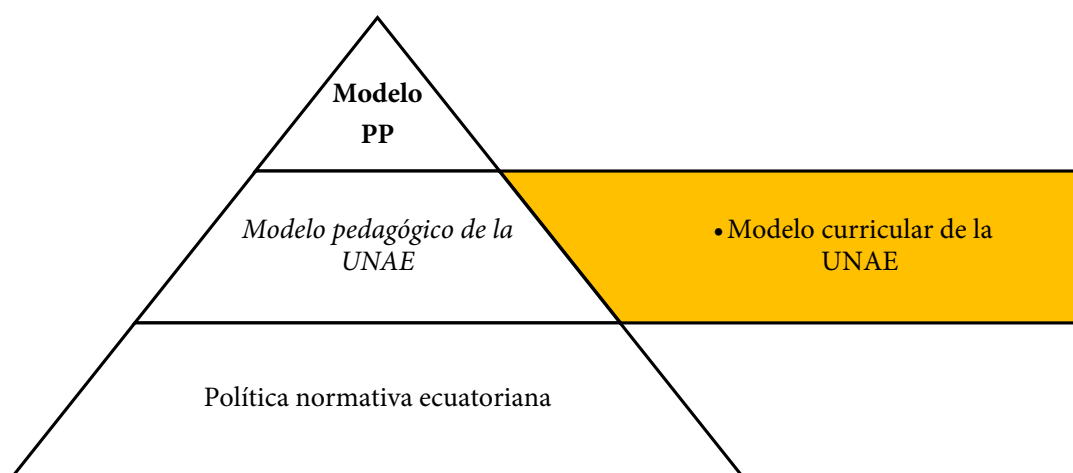 Modelo
PP
Modelo pedagógico de la
UNAE
• Modelo curricular de la
UNAE
Política normativa ecuatoriana